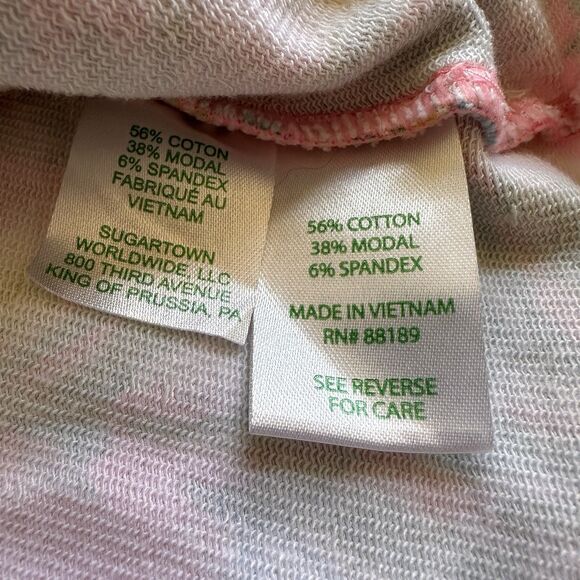 56% COTON
38% MODAL
6% SPANDEX
FABRIQUÉ AU
VIETNAM
SUGARTOWN
WORLDWIDE, LLC
800 THIRD AVENUE
KING OF PRUSSIA, PA
56% COTTON
38% MODAL
6% SPANDEX
MADE IN VIETNAM
RN# 88189
SEE REVERSE
FOR CARE